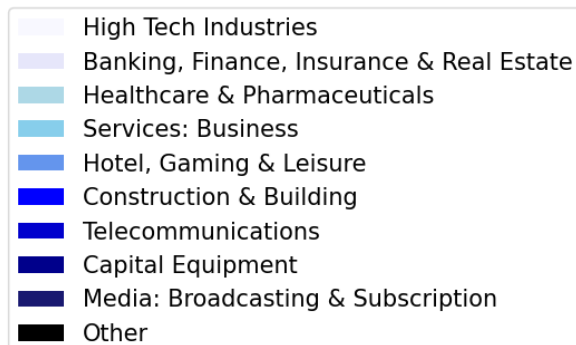 High Tech Industries
Banking, Finance, Insurance & Real Estate
Healthcare & Pharmaceuticals
Services: Business
Hotel, Gaming & Leisure
Construction & Building
Telecommunications
Capital Equipment
Media: Broadcasting & Subscription
Other